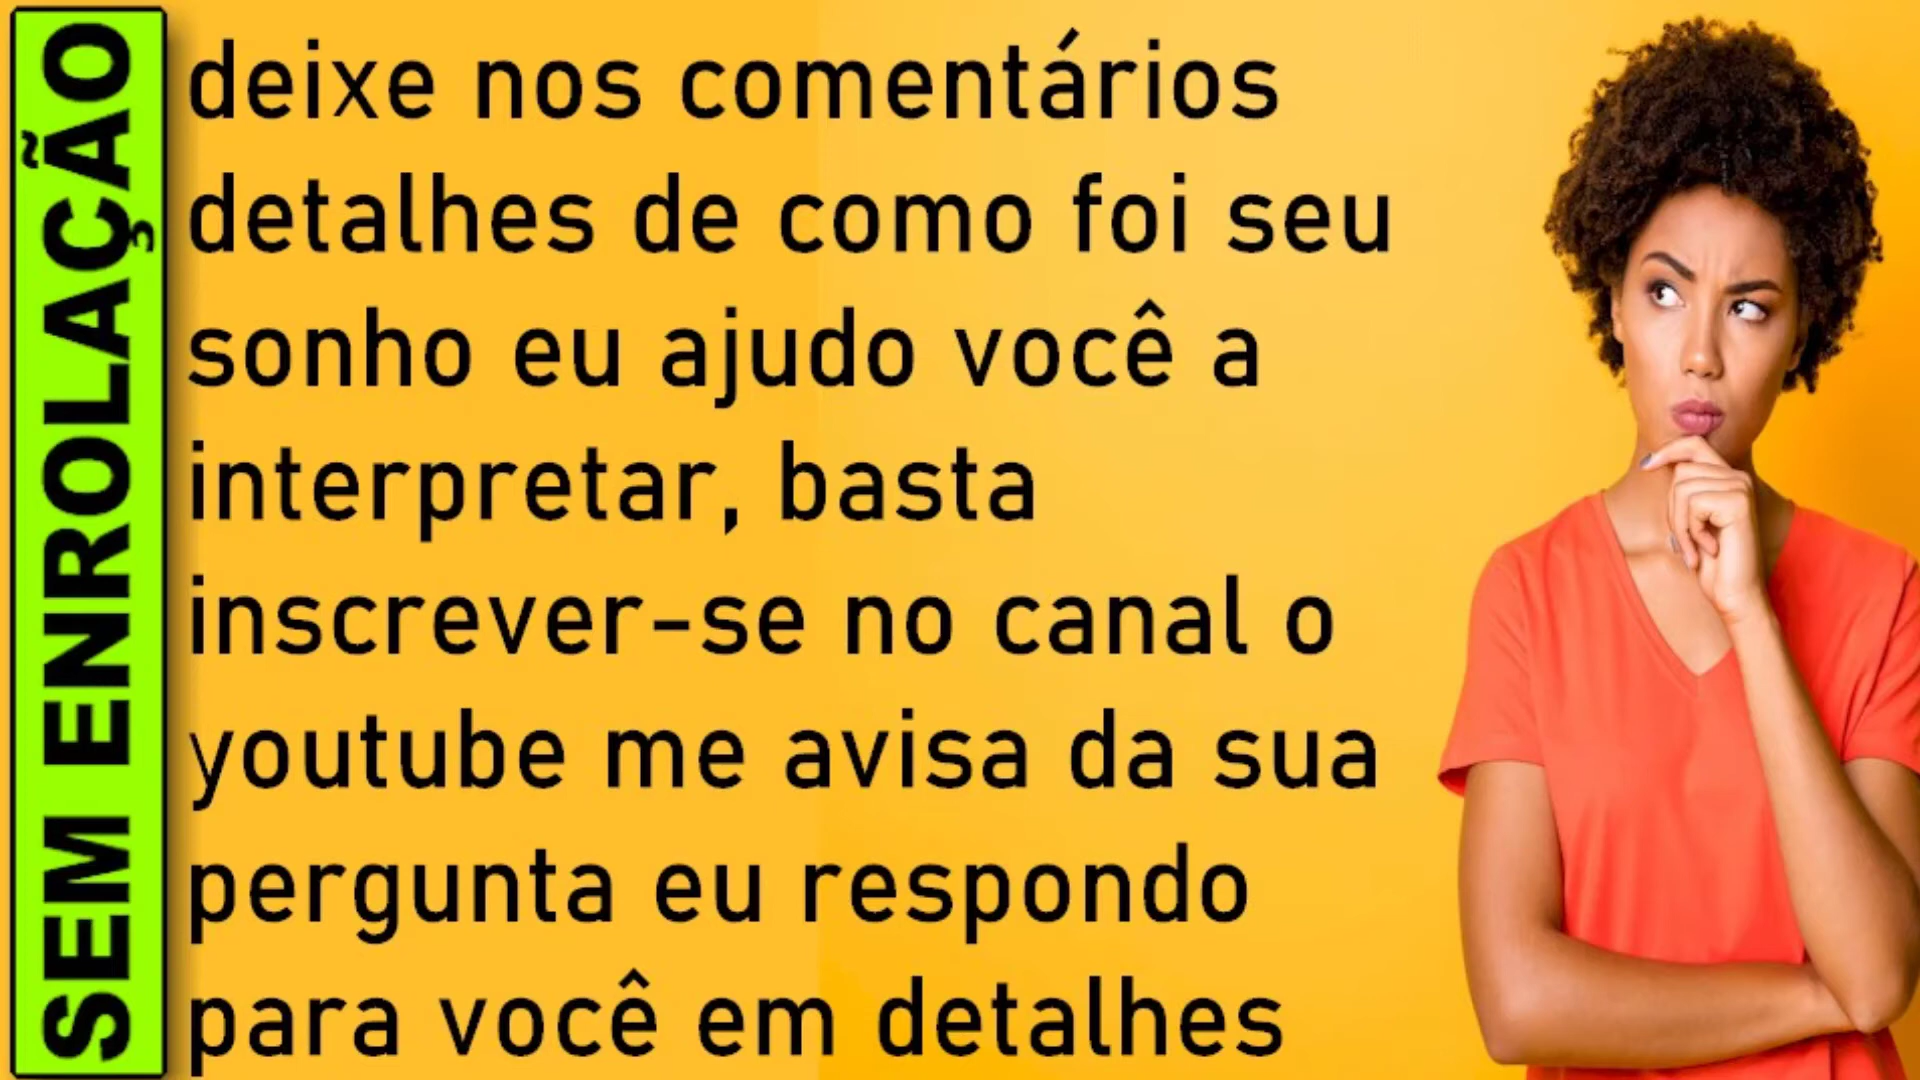 SEM ENROLAÇÃO
deixe nos comentários
detalhes de como foi seu
sonho eu ajudo você a
interpretar, basta
inscrever-se no canal o
youtube me avisa da sua
pergunta eu respondo
para você em detalhes